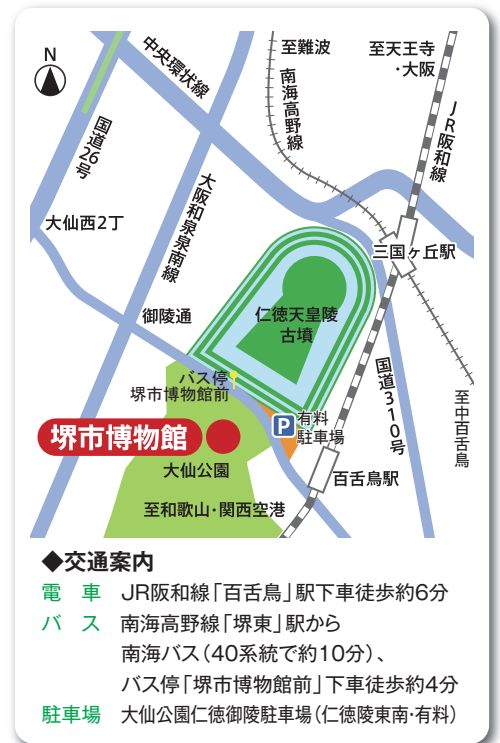 N
中央環状線
至難波
南海高野線
至天王寺
・大阪
JR阪和線
国道26号
大阪和泉泉南線
大仙西2丁
三国ヶ丘駅
御陵通
仁徳天皇陵
古墳
バス停
堺市博物館前
国道310号
至中百舌鳥
P
有料
駐車場
堺市博物館
大仙公園
百舌鳥駅
至和歌山・関西空港
◆交通案内
電 車 JR阪和線「百舌鳥」駅下車徒歩約6分
バ ス 南海高野線「堺東」駅から
南海バス(40系統で約10分)、
バス停「堺市博物館前」下車徒歩約4分
駐車場 大仙公園仁徳御陵駐車場(仁徳陵東南・有料)